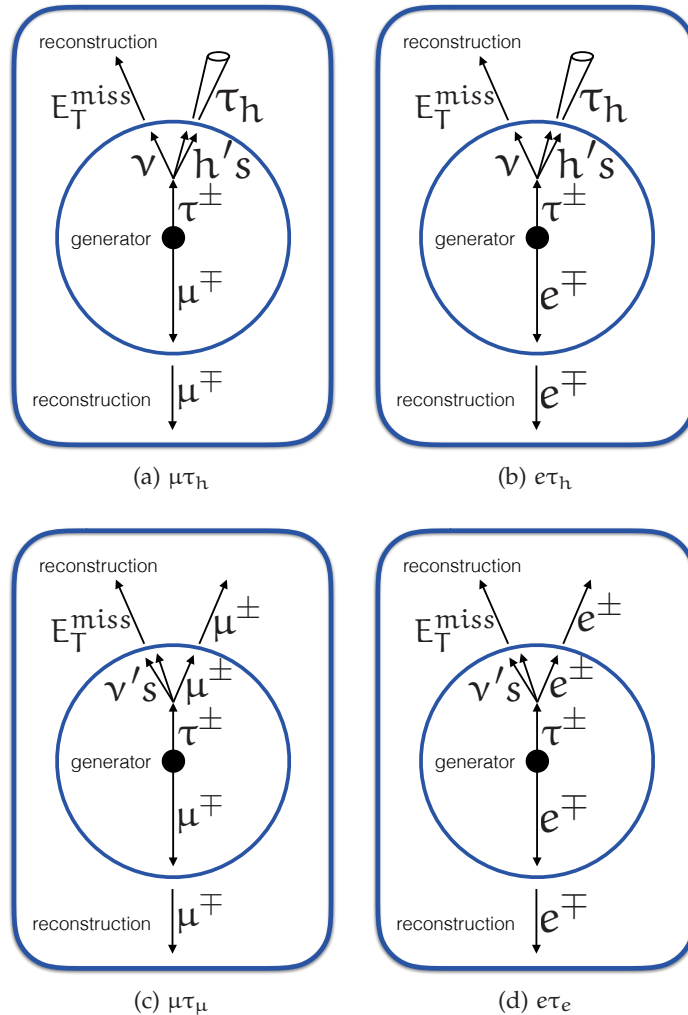 reconstruction
E_T^miss
τ_h
ν
h's
τ^±
generator
μ^∓
reconstruction
μ^∓
(a) μτ_h
reconstruction
E_T^miss
τ_h
ν
h's
τ^±
generator
e^∓
reconstruction
e^∓
(b) eτ_h
reconstruction
E_T^miss
μ^±
ν's
μ^±
τ^±
generator
μ^∓
reconstruction
μ^∓
(c) μτ_μ
reconstruction
E_T^miss
e^±
ν's
e^±
τ^±
generator
e^∓
reconstruction
e^∓
(d) eτ_e